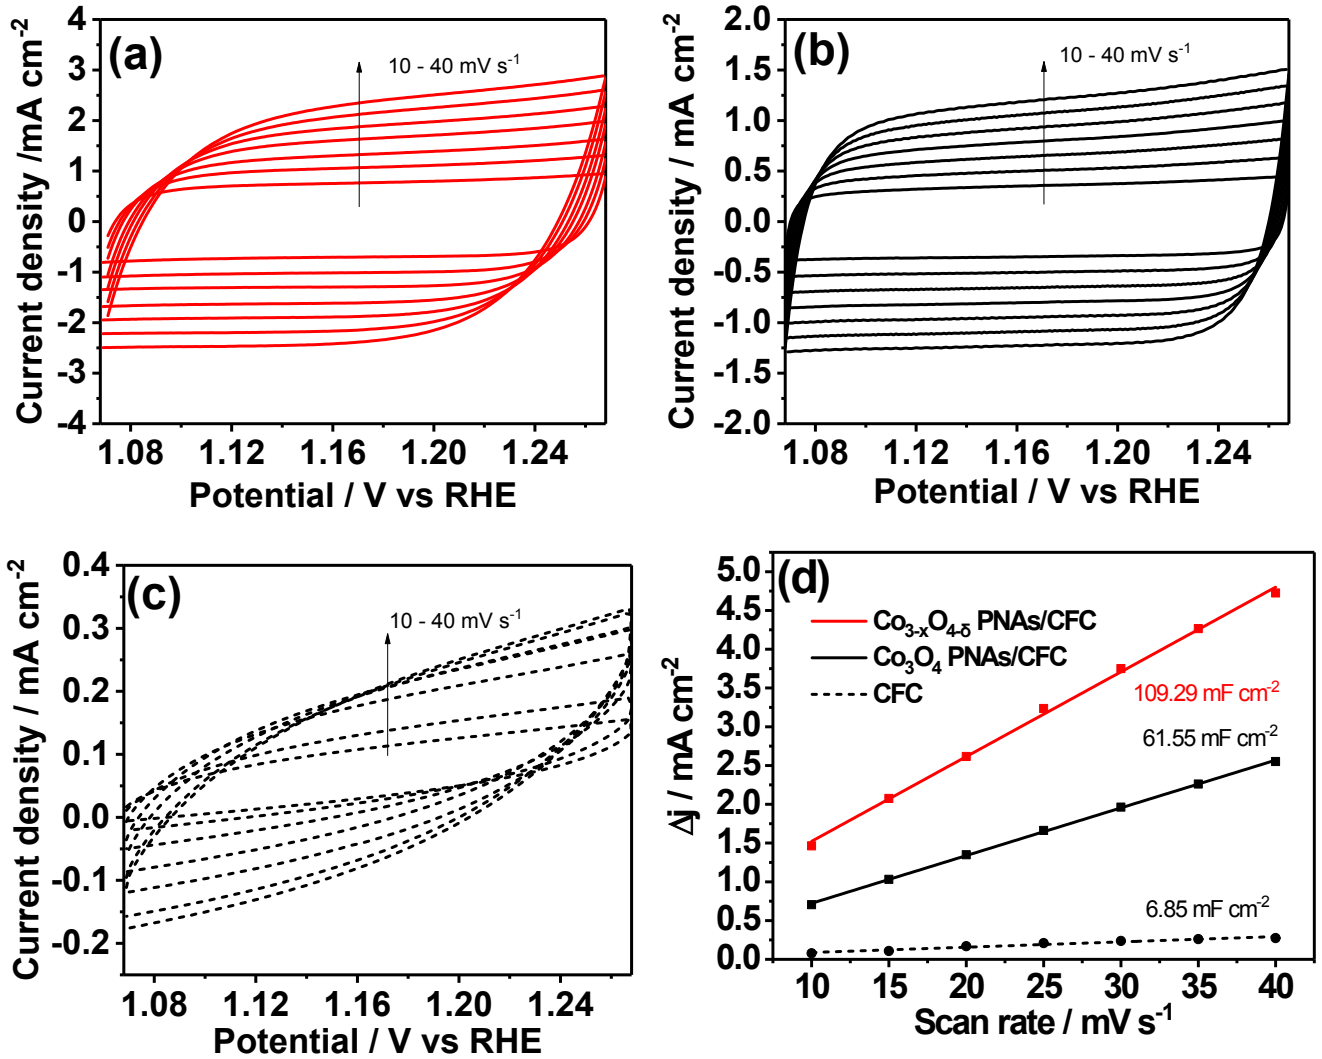 (a)
10 - 40 mV s⁻¹
4
3
2
1
0
-1
-2
-3
-4
Current density /mA cm⁻²
1.08 1.12 1.16 1.20 1.24
Potential / V vs RHE
(b)
10 - 40 mV s⁻¹
2.0
1.5
1.0
0.5
0.0
-0.5
-1.0
-1.5
-2.0
Current density / mA cm⁻²
1.08 1.12 1.16 1.20 1.24
Potential / V vs RHE
(c)
10 - 40 mV s⁻¹
0.4
0.3
0.2
0.1
0.0
-0.1
-0.2
Current density / mA cm⁻²
1.08 1.12 1.16 1.20 1.24
Potential / V vs RHE
(d)
Co₃₋ₓO₄₋δ PNAs/CFC
Co₃O₄ PNAs/CFC
CFC
109.29 mF cm⁻²
61.55 mF cm⁻²
6.85 mF cm⁻²
5.0
4.5
4.0
3.5
3.0
2.5
2.0
1.5
1.0
0.5
0.0
Δj / mA cm⁻²
10 15 20 25 30 35 40
Scan rate / mV s⁻¹